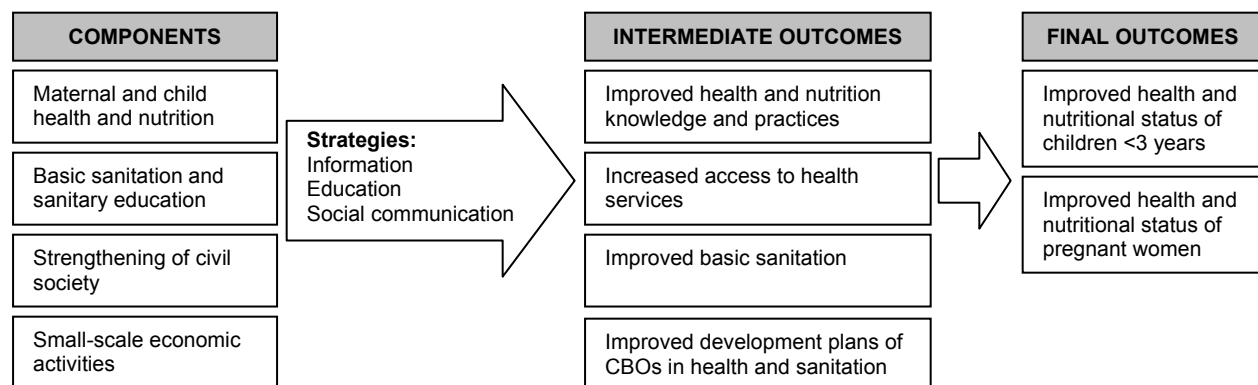 COMPONENTS
Maternal and child
health and nutrition
Basic sanitation and
sanitary education
Strengthening of civil
society
Small-scale economic
activities
Strategies:
Information
Education
Social communication
INTERMEDIATE OUTCOMES
Improved health and nutrition
knowledge and practices
Increased access to health
services
Improved basic sanitation
Improved development plans of
CBOs in health and sanitation
FINAL OUTCOMES
Improved health and
nutritional status of
children <3 years
Improved health and
nutritional status of
pregnant women